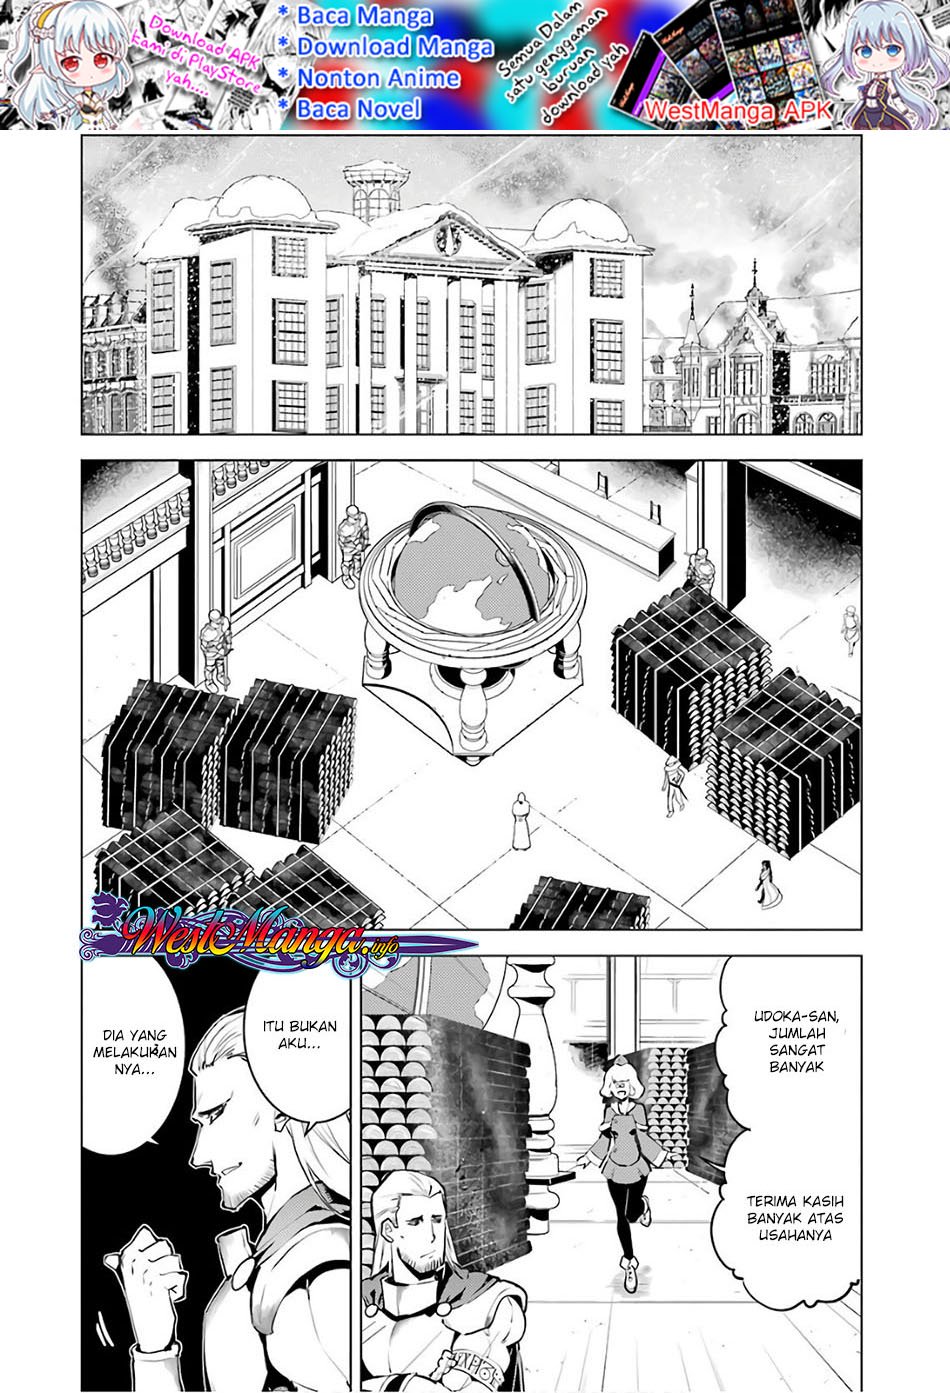 Download APK
kami di PlayStore
yah....
* Baca Manga
* Download Manga
* Nonton Anime
* Baca Novel
Semua Dalam
satu genggaman
buruan
download yah
WestManga APK
WestManga.info
UDOKA-SAN,
JUMLAH
SANGAT
BANYAK
TERIMA KASIH
BANYAK ATAS
USAHANYA
ITU BUKAN
AKU...
DIA YANG
MELAKUKAN
NYA...